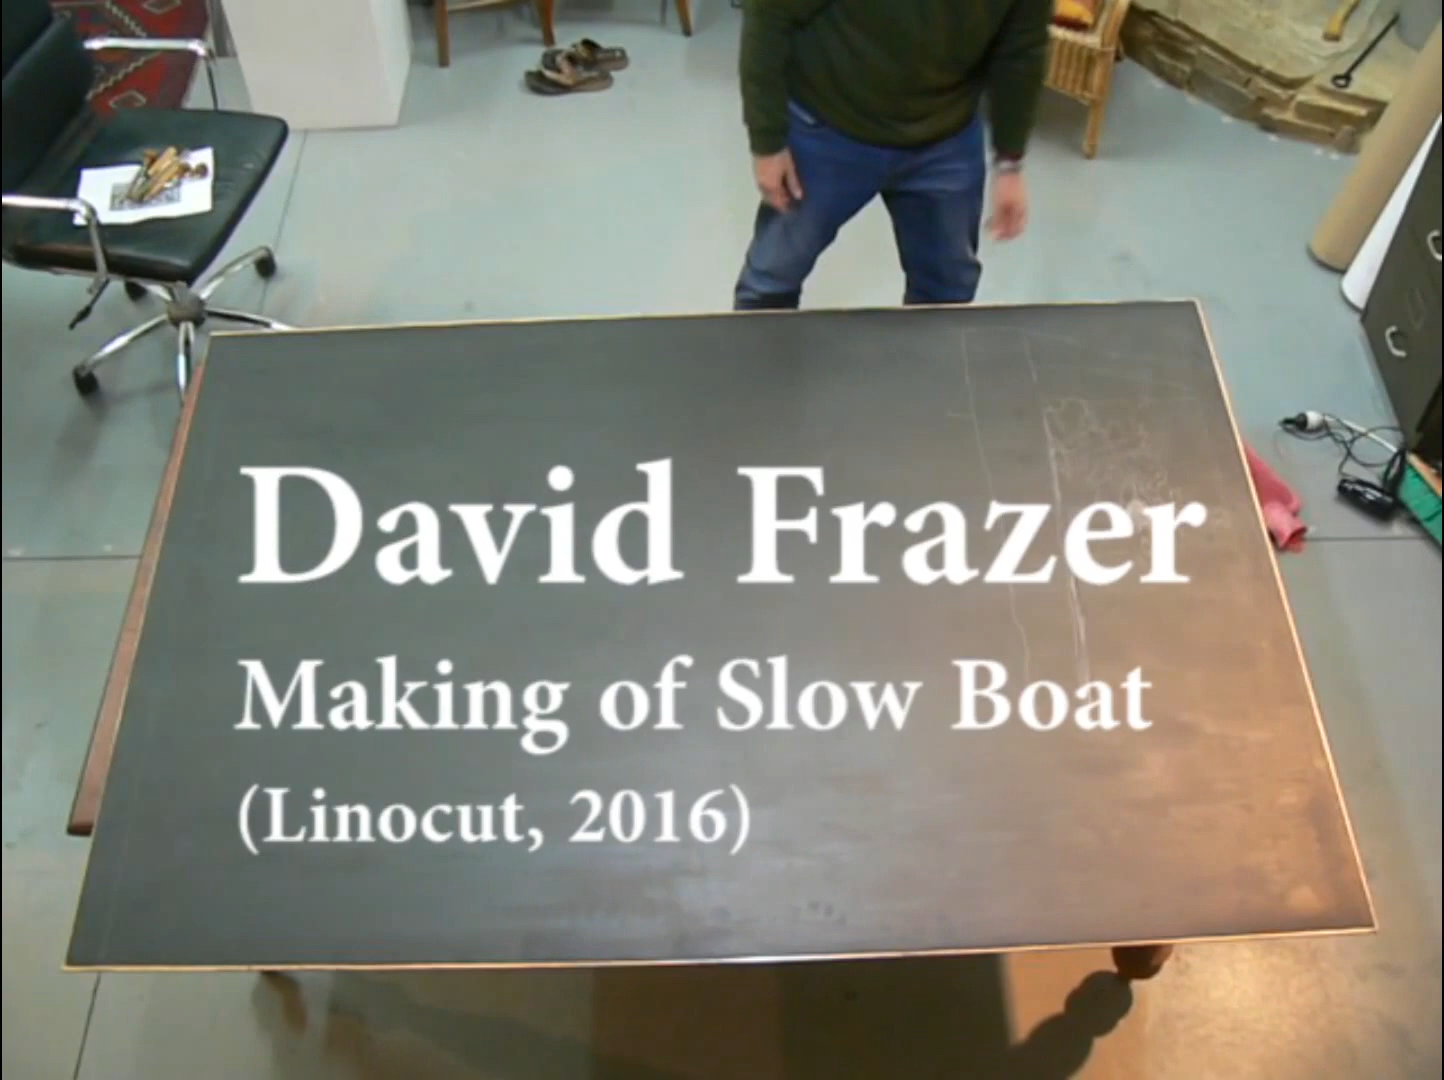 David Frazer
Making of Slow Boat
(Linocut, 2016)